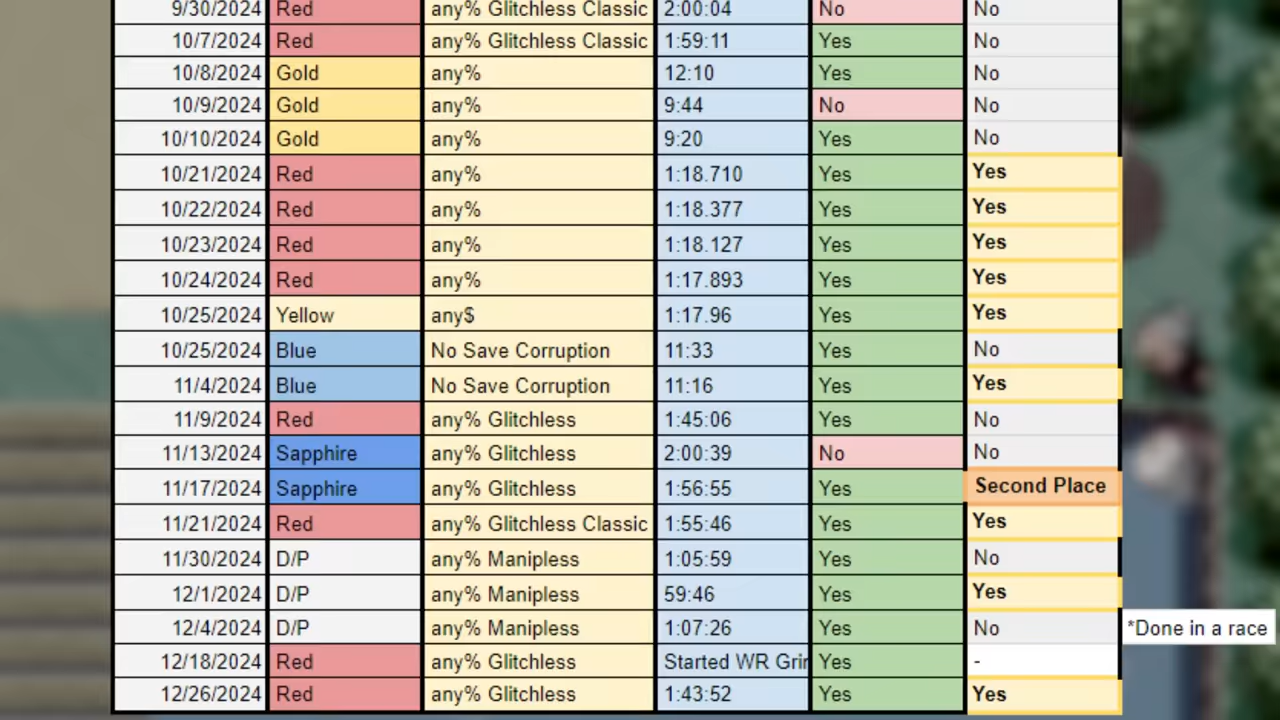 9/30/2024 Red any% Glitchless Classic 2:00:04 No No
10/7/2024 Red any% Glitchless Classic 1:59:11 Yes No
10/8/2024 Gold any% 12:10 Yes No
10/9/2024 Gold any% 9:44 No No
10/10/2024 Gold any% 9:20 Yes No
10/21/2024 Red any% 1:18.710 Yes Yes
10/22/2024 Red any% 1:18.377 Yes Yes
10/23/2024 Red any% 1:18.127 Yes Yes
10/24/2024 Red any% 1:17.893 Yes Yes
10/25/2024 Yellow any$ 1:17.96 Yes Yes
10/25/2024 Blue No Save Corruption 11:33 Yes No
11/4/2024 Blue No Save Corruption 11:16 Yes Yes
11/9/2024 Red any% Glitchless 1:45:06 Yes No
11/13/2024 Sapphire any% Glitchless 2:00:39 No No
11/17/2024 Sapphire any% Glitchless 1:56:55 Yes Second Place
11/21/2024 Red any% Glitchless Classic 1:55:46 Yes Yes
11/30/2024 D/P any% Manipless 1:05:59 Yes No
12/1/2024 D/P any% Manipless 59:46 Yes Yes
12/4/2024 D/P any% Manipless 1:07:26 Yes No *Done in a race
12/18/2024 Red any% Glitchless Started WR Grin Yes -
12/26/2024 Red any% Glitchless 1:43:52 Yes Yes